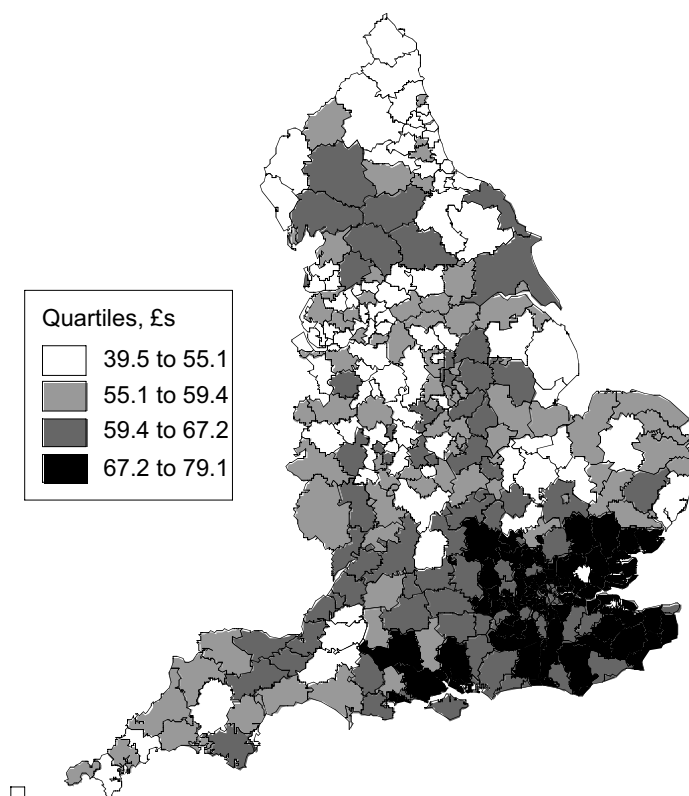 Quartiles, £s
39.5 to 55.1
55.1 to 59.4
59.4 to 67.2
67.2 to 79.1